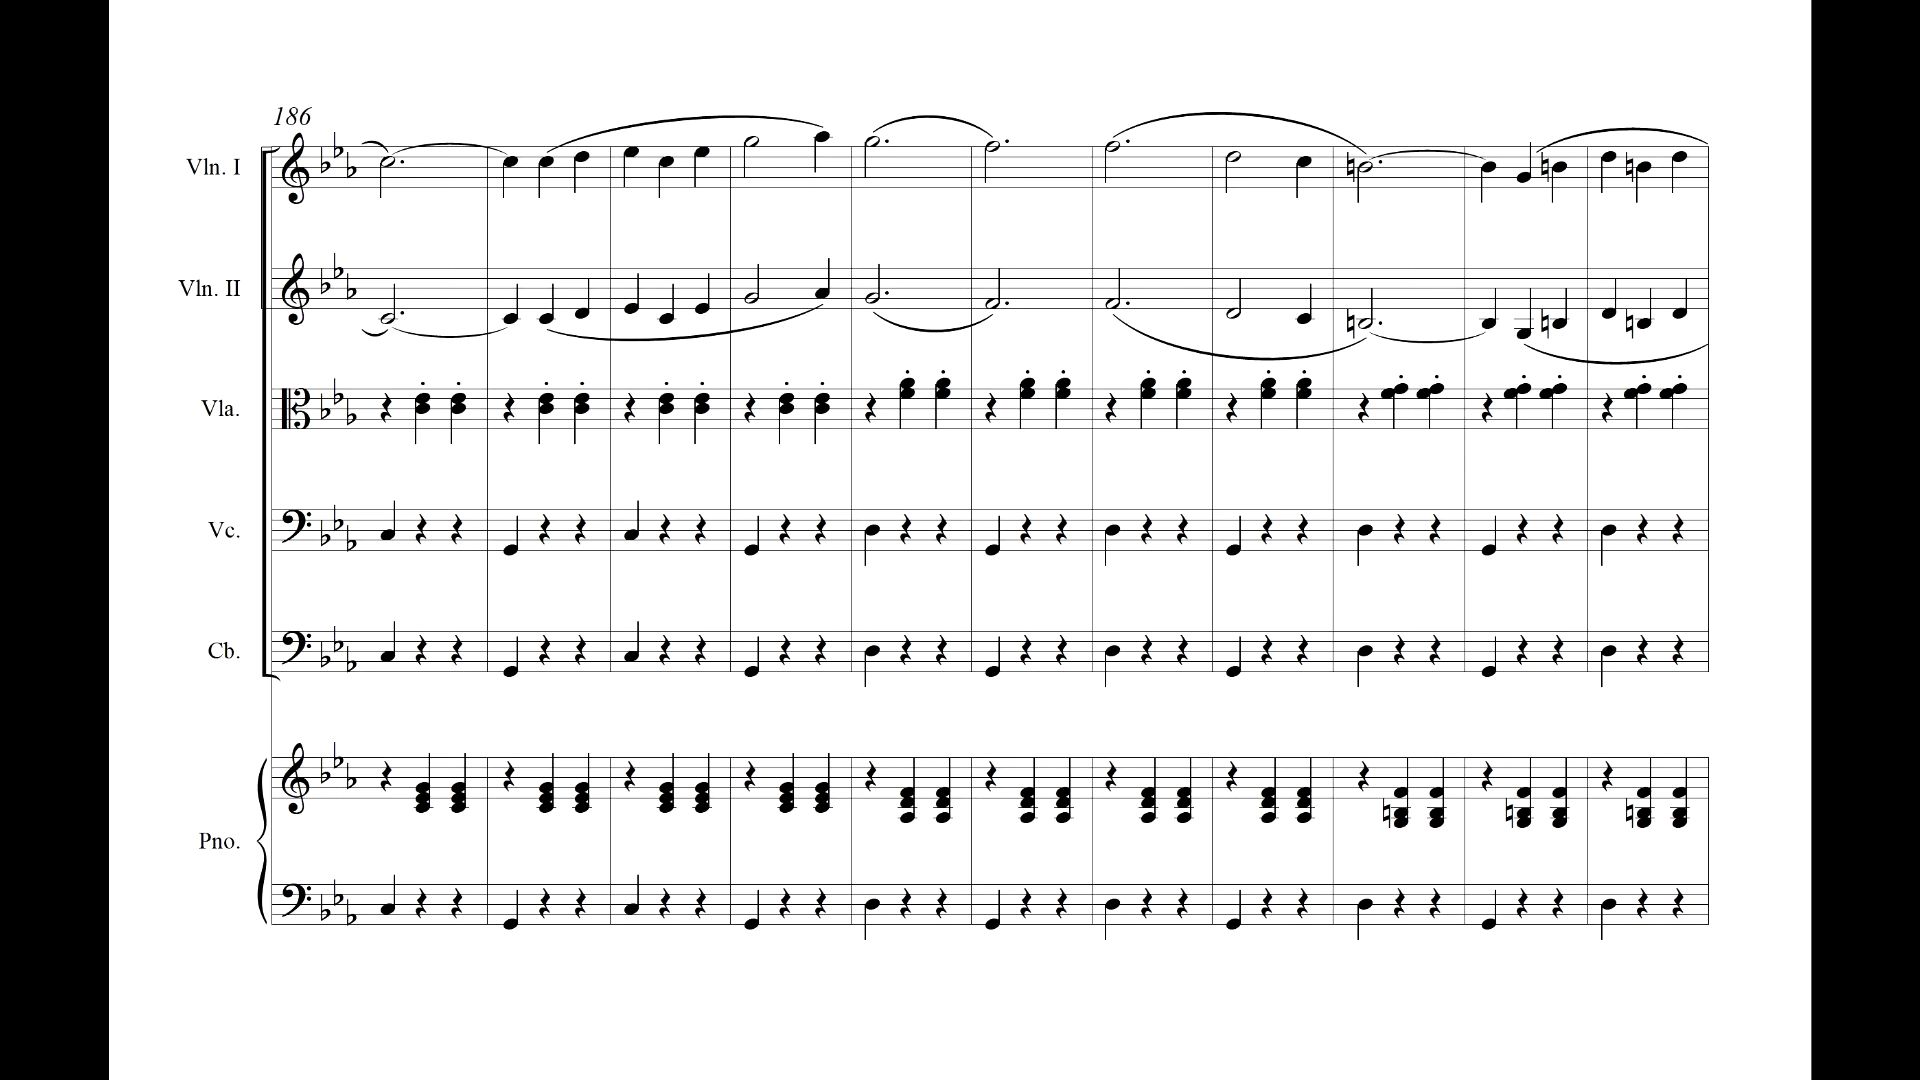 186
Vln. I
Vln. II
Vla.
Vc.
Cb.
Pno.